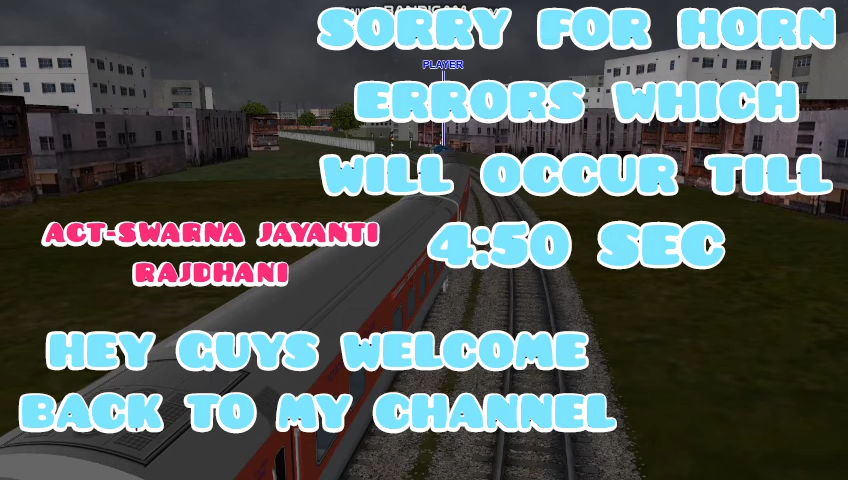 BANDICAM
SORRY FOR HORN
PLAYER
ERRORS WHICH
WILL OCCUR TILL
4:50 SEC
ACT-SWARNA JAYANTI
RAJDHANI
HEY GUYS WELCOME
BACK TO MY CHANNEL